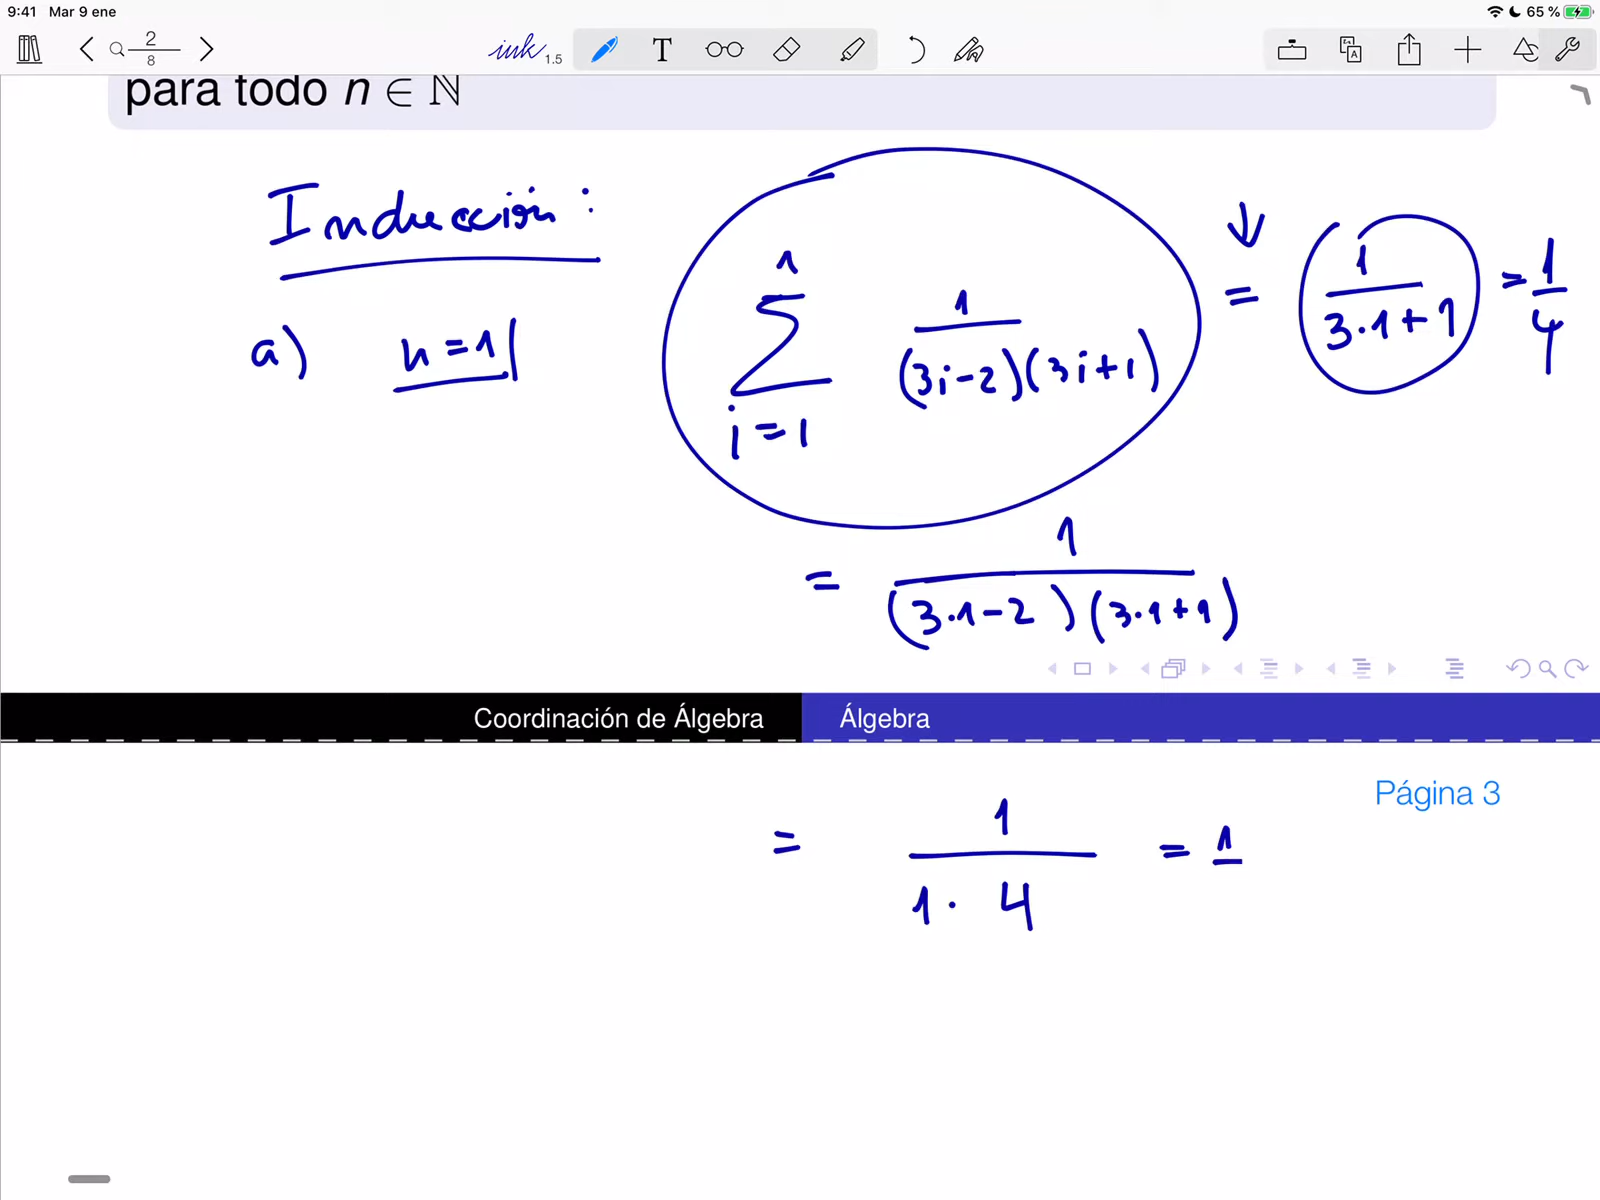 9:41 Mar 9 ene 65 %
2
8
ink 1.5 T
para todo n ∈ ℕ
Inducción:
a) n=1
1
∑
i=1
1
(3i-2)(3i+1)
=
1
3·1+1
=
1
4
=
1
(3·1-2)(3·1+1)
Coordinación de Álgebra Álgebra
Página 3
=
1
1·4
=
1